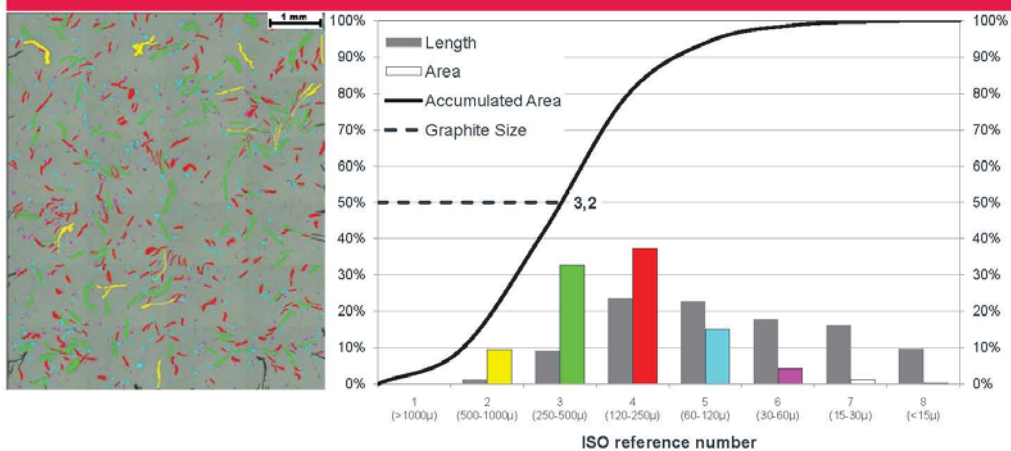 1 mm
100%
90%
80%
70%
60%
50%
40%
30%
20%
10%
0%
Length
Area
Accumulated Area
Graphite Size
3,2
100%
90%
80%
70%
60%
50%
40%
30%
20%
10%
0%
1 2 3 4 5 6 7 8
(>1000µ) (500-1000µ) (250-500µ) (120-250µ) (60-120µ) (30-60µ) (15-30µ) (<15µ)
ISO reference number